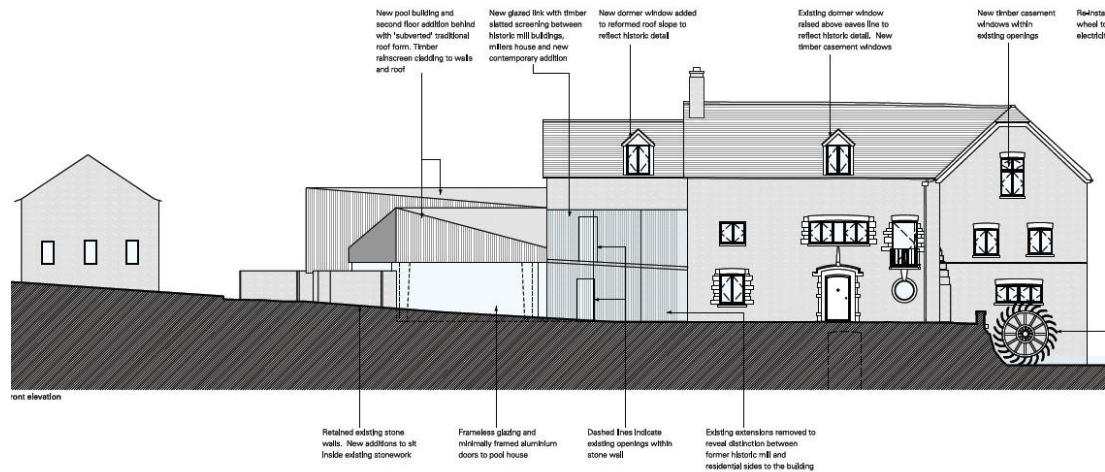 New pool building and
second floor addition behind
with 'subverted' traditional
roof form. Timber
rainscreen cladding to walls
and roof
New glazed link with timber
slatted screening between
historic mill buildings,
millers house and new
contemporary addition
New dormer window added
to reformed roof slope to
reflect historic detail
Existing dormer window
raised above eaves line to
reflect historic detail. New
timber casement windows
New timber casement
windows within
existing openings
Re-insta
wheel to
electricit
ront elevation
Retained existing stone
walls. New additions to sit
inside existing stonework
Frameless glazing and
minimally framed aluminium
doors to pool house
Dashed lines indicate
existing openings within
stone wall
Existing extensions removed to
reveal distinction between
former historic mill and
residential sides to the building